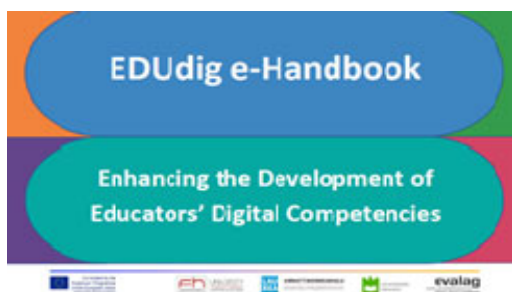 EDUdig e-Handbook
Enhancing the Development of
Educators' Digital Competencies
evalag